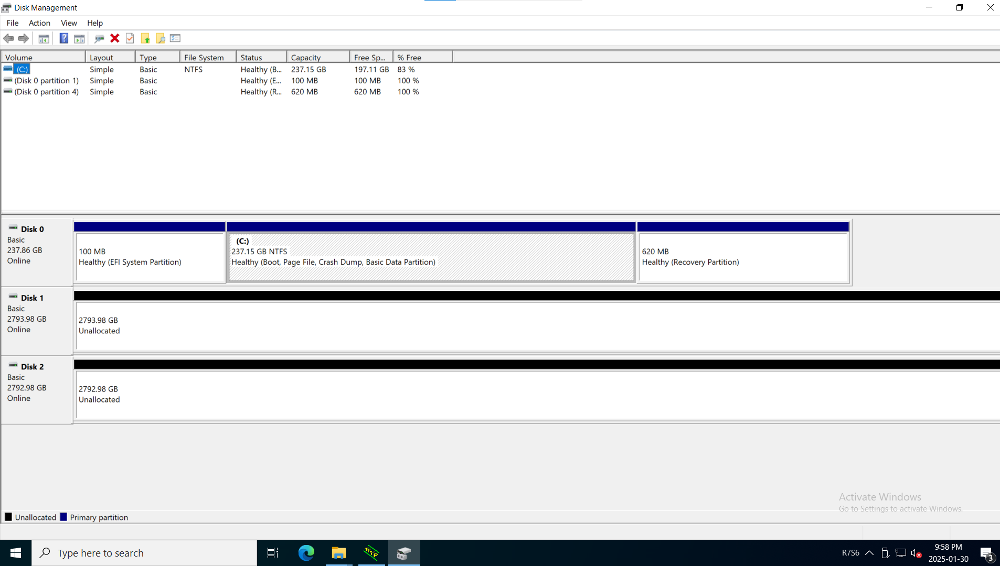 Disk Management
File Action View Help
Volume Layout Type File System Status Capacity Free Sp... % Free
(C:) Simple Basic NTFS Healthy (B... 237.15 GB 197.11 GB 83 %
(Disk 0 partition 1) Simple Basic Healthy (E... 100 MB 100 MB 100 %
(Disk 0 partition 4) Simple Basic Healthy (R... 620 MB 620 MB 100 %
Disk 0
Basic
237.86 GB
Online
100 MB
Healthy (EFI System Partition)
(C:)
237.15 GB NTFS
Healthy (Boot, Page File, Crash Dump, Basic Data Partition)
620 MB
Healthy (Recovery Partition)
Disk 1
Basic
2793.98 GB
Online
2793.98 GB
Unallocated
Disk 2
Basic
2792.98 GB
Online
2792.98 GB
Unallocated
Activate Windows
Go to Settings to activate Windows.
Unallocated Primary partition
Type here to search
R7S6
9:58 PM
2025-01-30
3